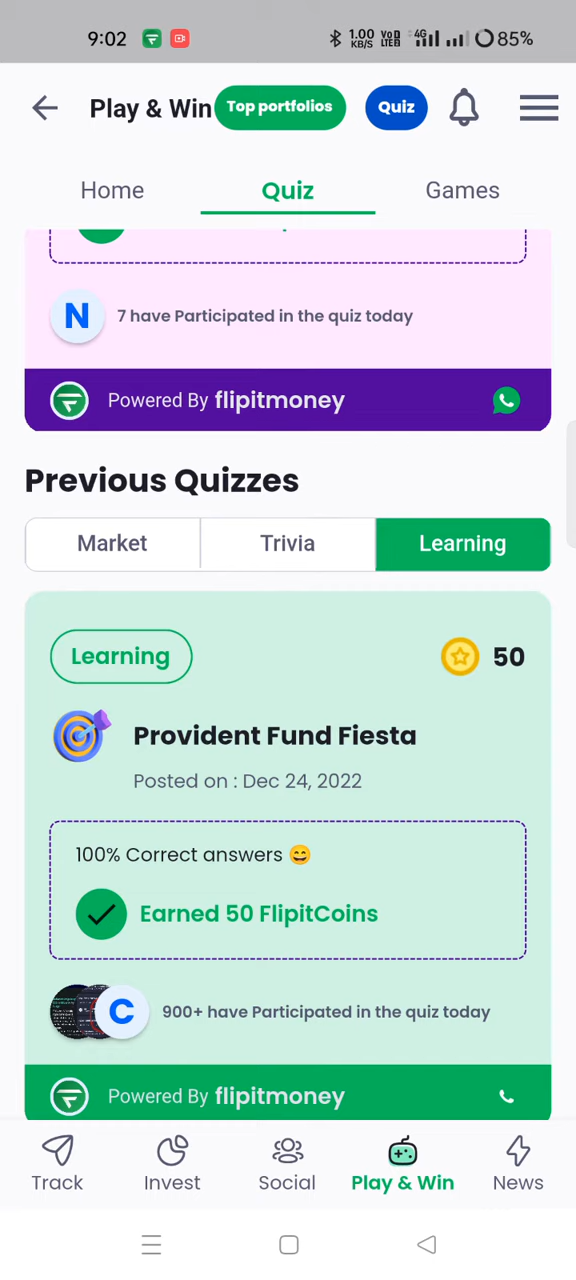 9:02 1.00 KB/S Vo LTE 4G 85%
Play & Win Top portfolios Quiz
Home Quiz Games
N 7 have Participated in the quiz today
Powered By flipitmoney
Previous Quizzes
Market Trivia Learning
Learning 50
Provident Fund Fiesta
Posted on : Dec 24, 2022
100% Correct answers 😄
Earned 50 FlipitCoins
C 900+ have Participated in the quiz today
Powered By flipitmoney
Track Invest Social Play & Win News